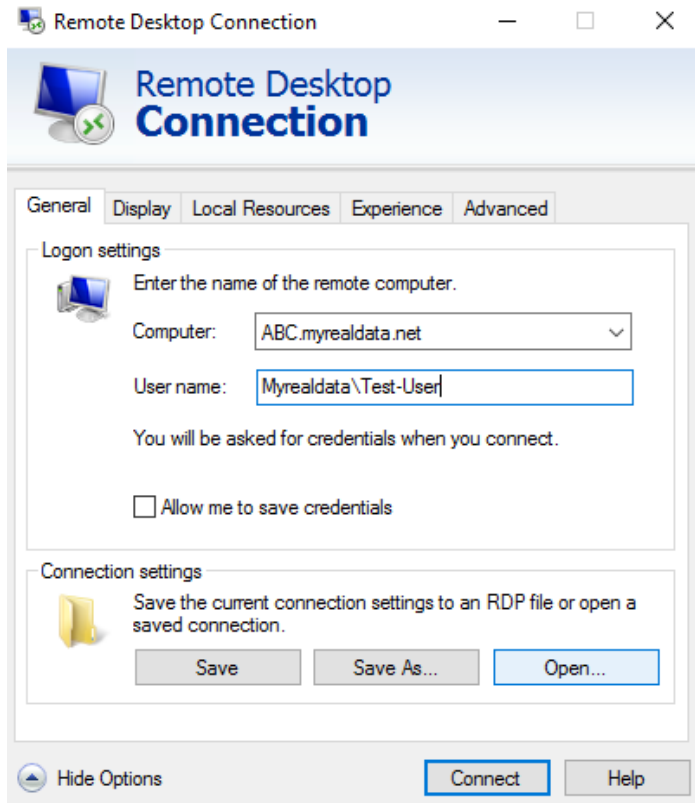 Remote Desktop Connection
Remote Desktop
Connection
General Display Local Resources Experience Advanced
Logon settings
Enter the name of the remote computer.
Computer: ABC.myrealdata.net
User name: Myrealdata\Test-User
You will be asked for credentials when you connect.
Allow me to save credentials
Connection settings
Save the current connection settings to an RDP file or open a
saved connection.
Save Save As... Open...
Hide Options Connect Help